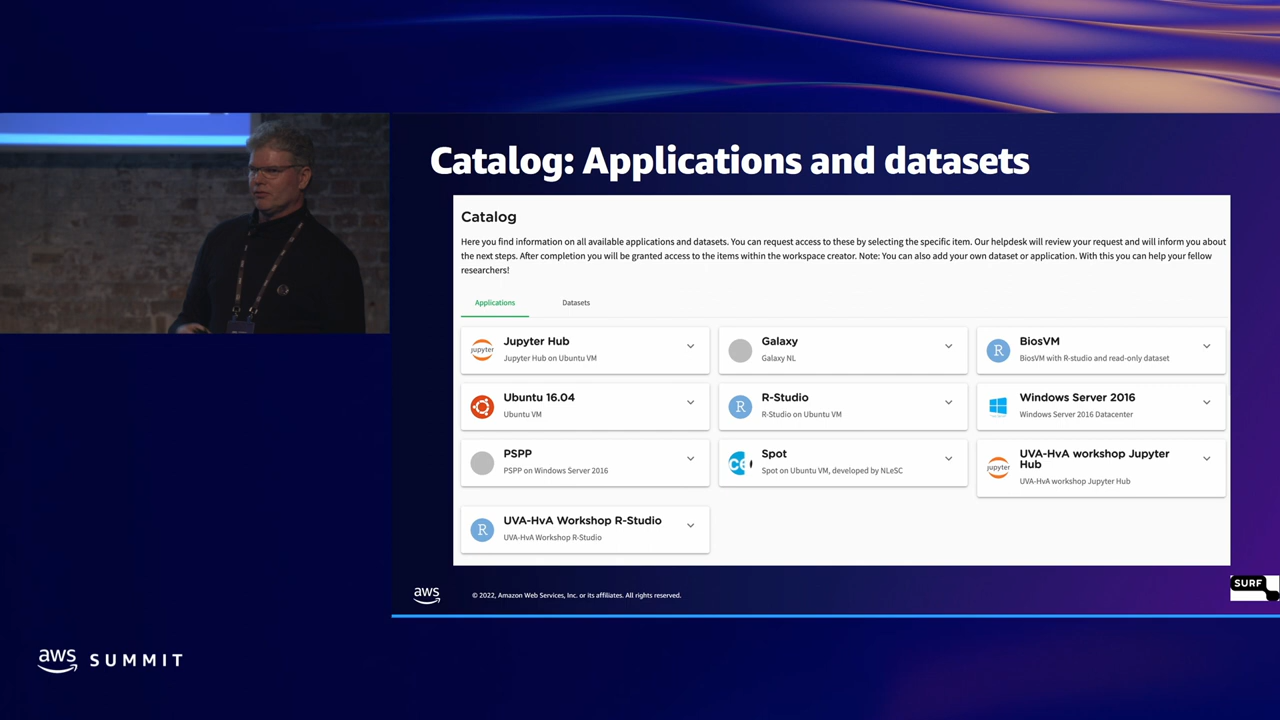 Catalog: Applications and datasets
Catalog
Here you find information on all available applications and datasets. You can request access to these by selecting the specific item. Our helpdesk will review your request and will inform you about
the next steps. After completion you will be granted access to the items within the workspace creator. Note: You can also add your own dataset or application. With this you can help your fellow
researchers!
Applications
Datasets
jupyter
Jupyter Hub
Jupyter Hub on Ubuntu VM
Galaxy
Galaxy NL
R
BiosVM
BiosVM with R-studio and read-only dataset
Ubuntu 16.04
Ubuntu VM
R
R-Studio
R-Studio on Ubuntu VM
Windows Server 2016
Windows Server 2016 Datacenter
PSPP
PSPP on Windows Server 2016
Spot
Spot on Ubuntu VM, developed by NLeSC
jupyter
UVA-HvA workshop Jupyter
Hub
UVA-HvA workshop Jupyter Hub
R
UVA-HvA Workshop R-Studio
UVA-HvA Workshop R-Studio
aws
© 2022, Amazon Web Services, Inc. or its affiliates. All rights reserved.
SURF
aws SUMMIT